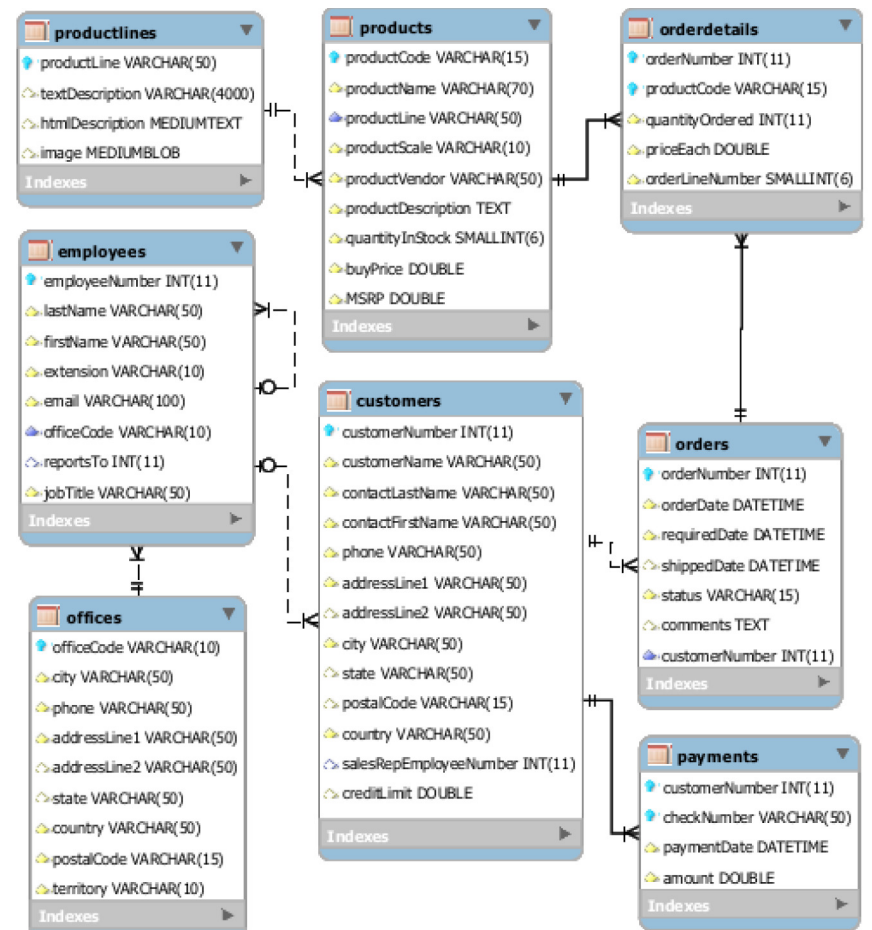 productlines
productLine VARCHAR(50)
textDescription VARCHAR(4000)
htmlDescription MEDIUMTEXT
image MEDIUMBLOB
Indexes
products
productCode VARCHAR(15)
productName VARCHAR(70)
productLine VARCHAR(50)
productScale VARCHAR(10)
productVendor VARCHAR(50)
productDescription TEXT
quantityInStock SMALLINT(6)
buyPrice DOUBLE
MSRP DOUBLE
Indexes
orderdetails
orderNumber INT(11)
productCode VARCHAR(15)
quantityOrdered INT(11)
priceEach DOUBLE
orderLineNumber SMALLINT(6)
Indexes
employees
employeeNumber INT(11)
lastName VARCHAR(50)
firstName VARCHAR(50)
extension VARCHAR(10)
email VARCHAR(100)
officeCode VARCHAR(10)
reportsTo INT(11)
jobTitle VARCHAR(50)
Indexes
customers
customerNumber INT(11)
customerName VARCHAR(50)
contactLastName VARCHAR(50)
contactFirstName VARCHAR(50)
phone VARCHAR(50)
addressLine1 VARCHAR(50)
addressLine2 VARCHAR(50)
city VARCHAR(50)
state VARCHAR(50)
postalCode VARCHAR(15)
country VARCHAR(50)
salesRepEmployeeNumber INT(11)
creditLimit DOUBLE
Indexes
orders
orderNumber INT(11)
orderDate DATETIME
requiredDate DATETIME
shippedDate DATETIME
status VARCHAR(15)
comments TEXT
customerNumber INT(11)
Indexes
offices
officeCode VARCHAR(10)
city VARCHAR(50)
phone VARCHAR(50)
addressLine1 VARCHAR(50)
addressLine2 VARCHAR(50)
state VARCHAR(50)
country VARCHAR(50)
postalCode VARCHAR(15)
territory VARCHAR(10)
Indexes
payments
customerNumber INT(11)
checkNumber VARCHAR(50)
paymentDate DATETIME
amount DOUBLE
Indexes